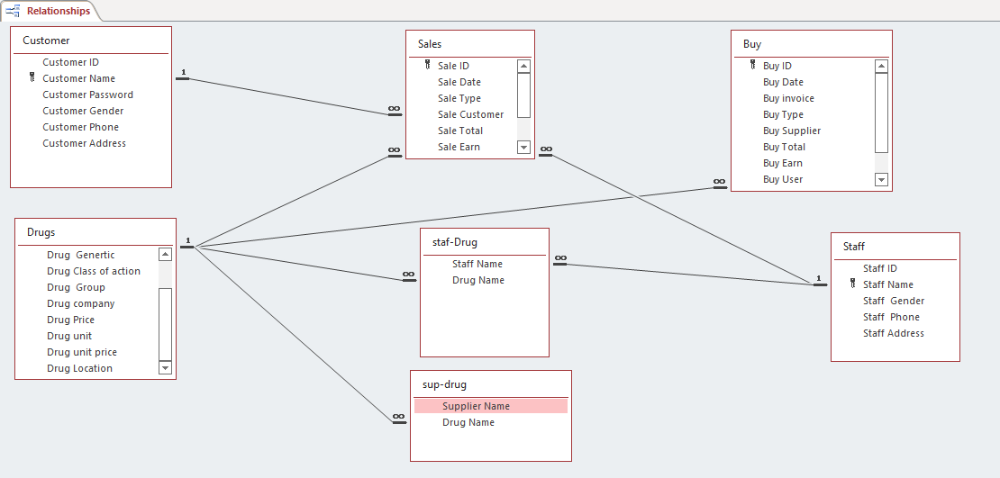 Relationships
Customer
Customer ID
Customer Name
Customer Password
Customer Gender
Customer Phone
Customer Address
1
∞
Sales
Sale ID
Sale Date
Sale Type
Sale Customer
Sale Total
Sale Earn
∞
∞
Buy
Buy ID
Buy Date
Buy invoice
Buy Type
Buy Supplier
Buy Total
Buy Earn
Buy User
∞
Drugs
Drug  Genertic
Drug Class of action
Drug  Group
Drug company
Drug Price
Drug unit
Drug unit price
Drug Location
1
∞
staf-Drug
Staff Name
Drug Name
∞
1
Staff
Staff ID
Staff Name
Staff  Gender
Staff  Phone
Staff Address
∞
sup-drug
Supplier Name
Drug Name